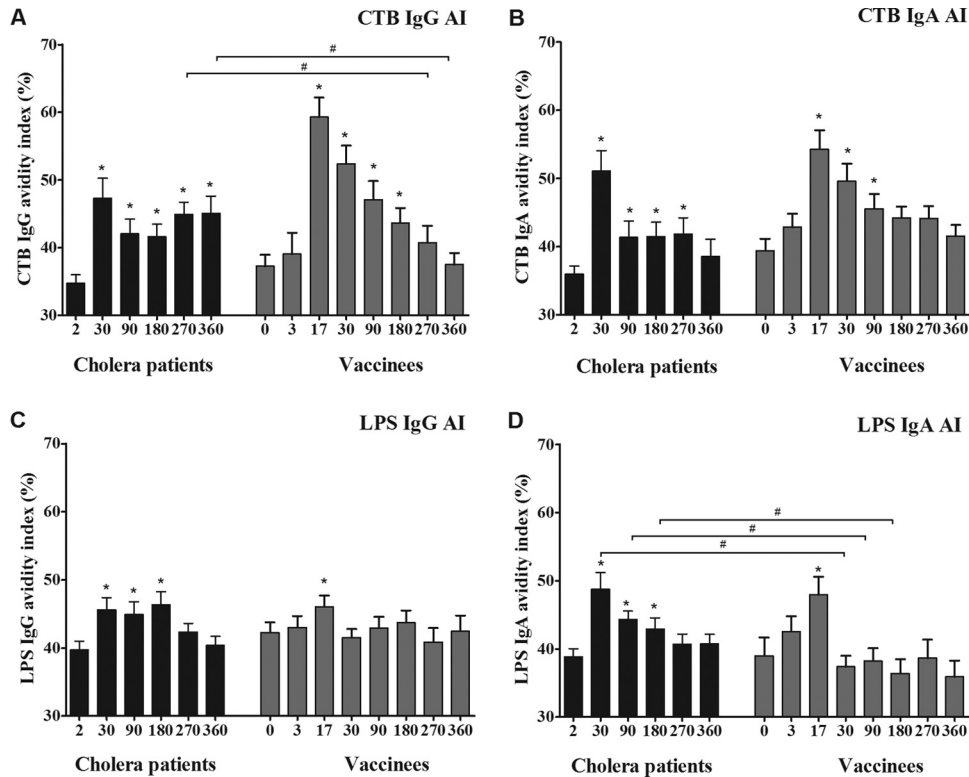 A
CTB IgG AI
CTB IgG avidity index (%)
70
60
50
40
30
#
#
* * * * * * * * *
2 30 90 180 270 360 0 3 17 30 90 180 270 360
Cholera patients Vaccinees
B
CTB IgA AI
CTB IgA avidity index (%)
70
60
50
40
30
* * * * * * *
2 30 90 180 270 360 0 3 17 30 90 180 270 360
Cholera patients Vaccinees
C
LPS IgG AI
LPS IgG avidity index (%)
70
60
50
40
30
* * * *
2 30 90 180 270 360 0 3 17 30 90 180 270 360
Cholera patients Vaccinees
D
LPS IgA AI
LPS IgA avidity index (%)
70
60
50
40
30
#
#
#
* * * *
2 30 90 180 270 360 0 3 17 30 90 180 270 360
Cholera patients Vaccinees